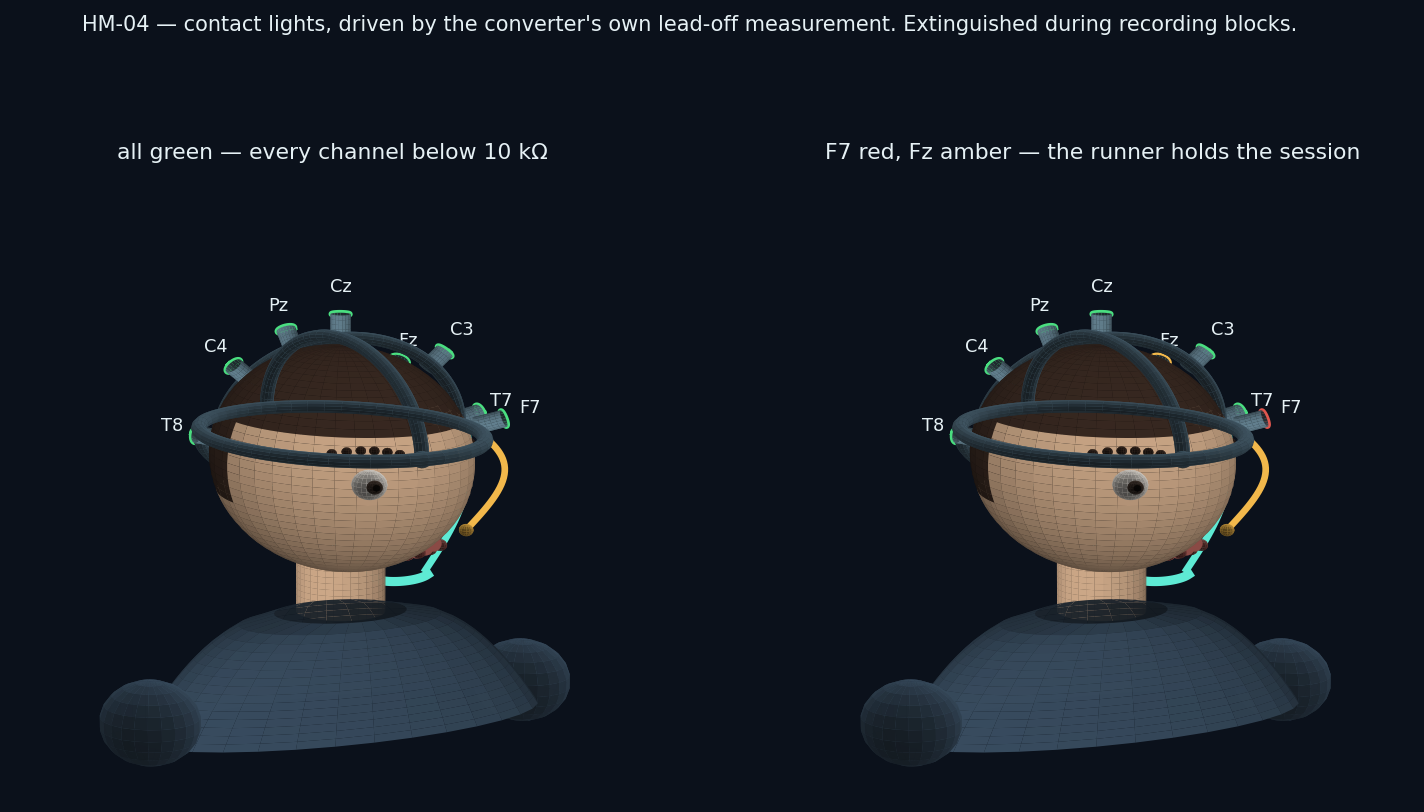 HM-04 — contact lights, driven by the converter's own lead-off measurement. Extinguished during recording blocks.
all green — every channel below 10 kΩ
F7 red, Fz amber — the runner holds the session
Cz
Pz
C3
C4
Fz
T7
F7
T8
Cz
Pz
C3
C4
Fz
T7
F7
T8